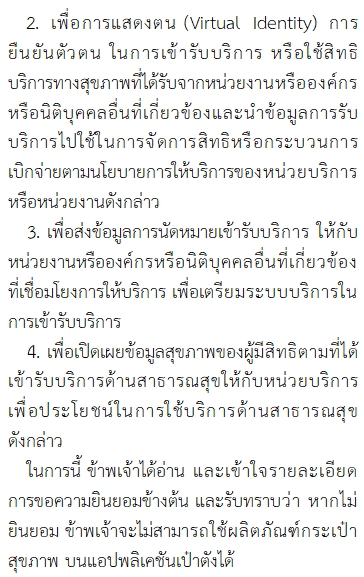 2. เพื่อการแสดงตน (Virtual Identity) การ
ยืนยันตัวตน ในการเข้ารับบริการ หรือใช้สิทธิ
บริการทางสุขภาพที่ได้รับจากหน่วยงานหรือองค์กร
หรือนิติบุคคลอื่นที่เกี่ยวข้องและนำข้อมูลการรับ
บริการไปใช้ในการจัดการสิทธิหรือกระบวนการ
เบิกจ่ายตามนโยบายการให้บริการของหน่วยบริการ
หรือหน่วยงานดังกล่าว
3. เพื่อส่งข้อมูลการนัดหมายเข้ารับบริการ ให้กับ
หน่วยงานหรือองค์กรหรือนิติบุคคลอื่นที่เกี่ยวข้อง
ที่เชื่อมโยงการให้บริการ เพื่อเตรียมระบบบริการใน
การเข้ารับบริการ
4. เพื่อเปิดเผยข้อมูลสุขภาพของผู้มีสิทธิตามที่ได้
เข้ารับบริการด้านสาธารณสุขให้กับหน่วยบริการ
เพื่อประโยชน์ในการใช้บริการด้านสาธารณสุข
ดังกล่าว
ในการนี้ ข้าพเจ้าได้อ่าน และเข้าใจรายละเอียด
การขอความยินยอมข้างต้น และรับทราบว่า หากไม่
ยินยอม ข้าพเจ้าจะไม่สามารถใช้ผลิตภัณฑ์กระเป๋า
สุขภาพ บนแอปพลิเคชันเป๋าตังได้